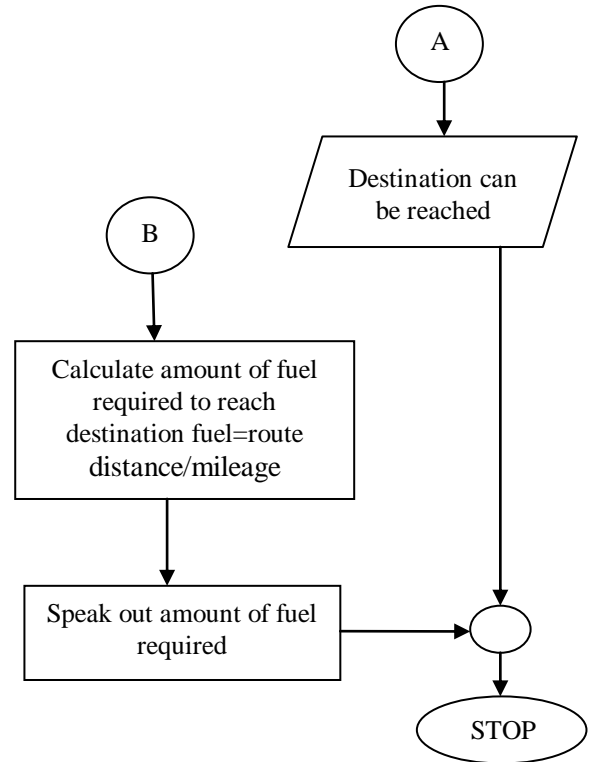 A
Destination can
be reached
B
Calculate amount of fuel
required to reach
destination fuel=route
distance/mileage
Speak out amount of fuel
required
STOP